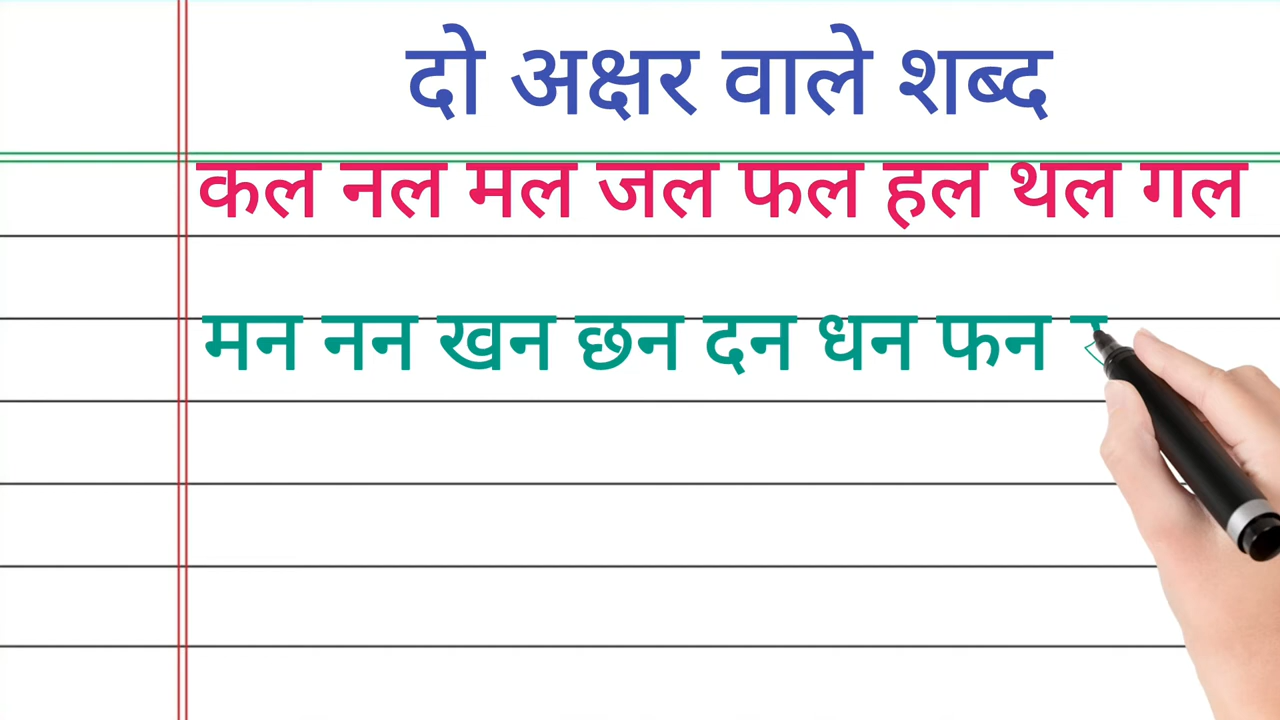 दो अक्षर वाले शब्द
कल नल मल जल फल हल थल गल
मन नन खन छन दन धन फन